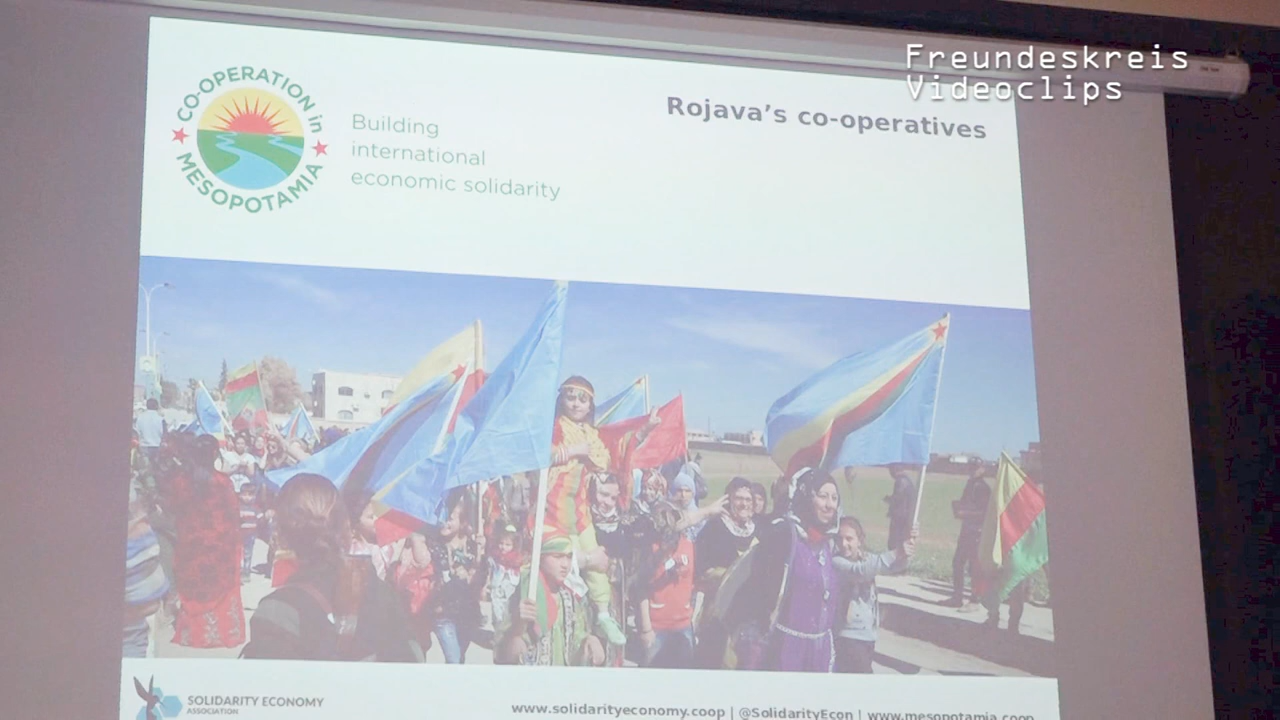 Freundeskreis
Videoclips
CO-OPERATION in
MESOPOTAMIA
Building
international
economic solidarity
Rojava’s co-operatives
SOLIDARITY ECONOMY
ASSOCIATION
www.solidarityeconomy.coop | @SolidarityEcon | www.mesopotamia.coop